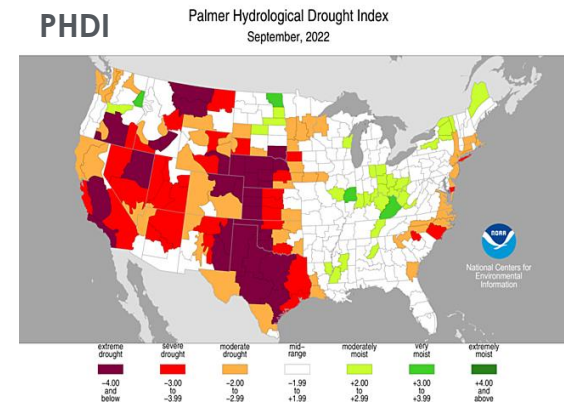 PHDI
Palmer Hydrological Drought Index
September, 2022
NOAA
National Centers for
Environmental
Information
extreme drought
severe drought
moderate drought
mid-range
moderately moist
very moist
extremely moist
−4.00 and below
−3.00 to −3.99
−2.00 to −2.99
−1.99 to +1.99
+2.00 to +2.99
+3.00 to +3.99
+4.00 and above